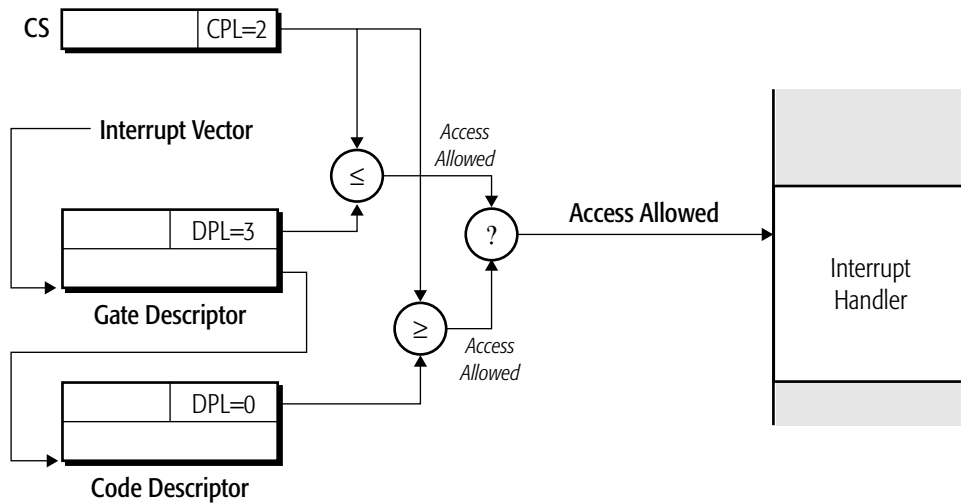 CS
CPL=2
Interrupt Vector
Access
Allowed
≤
DPL=3
?
Access Allowed
Gate Descriptor
Interrupt
Handler
≥
Access
Allowed
DPL=0
Code Descriptor